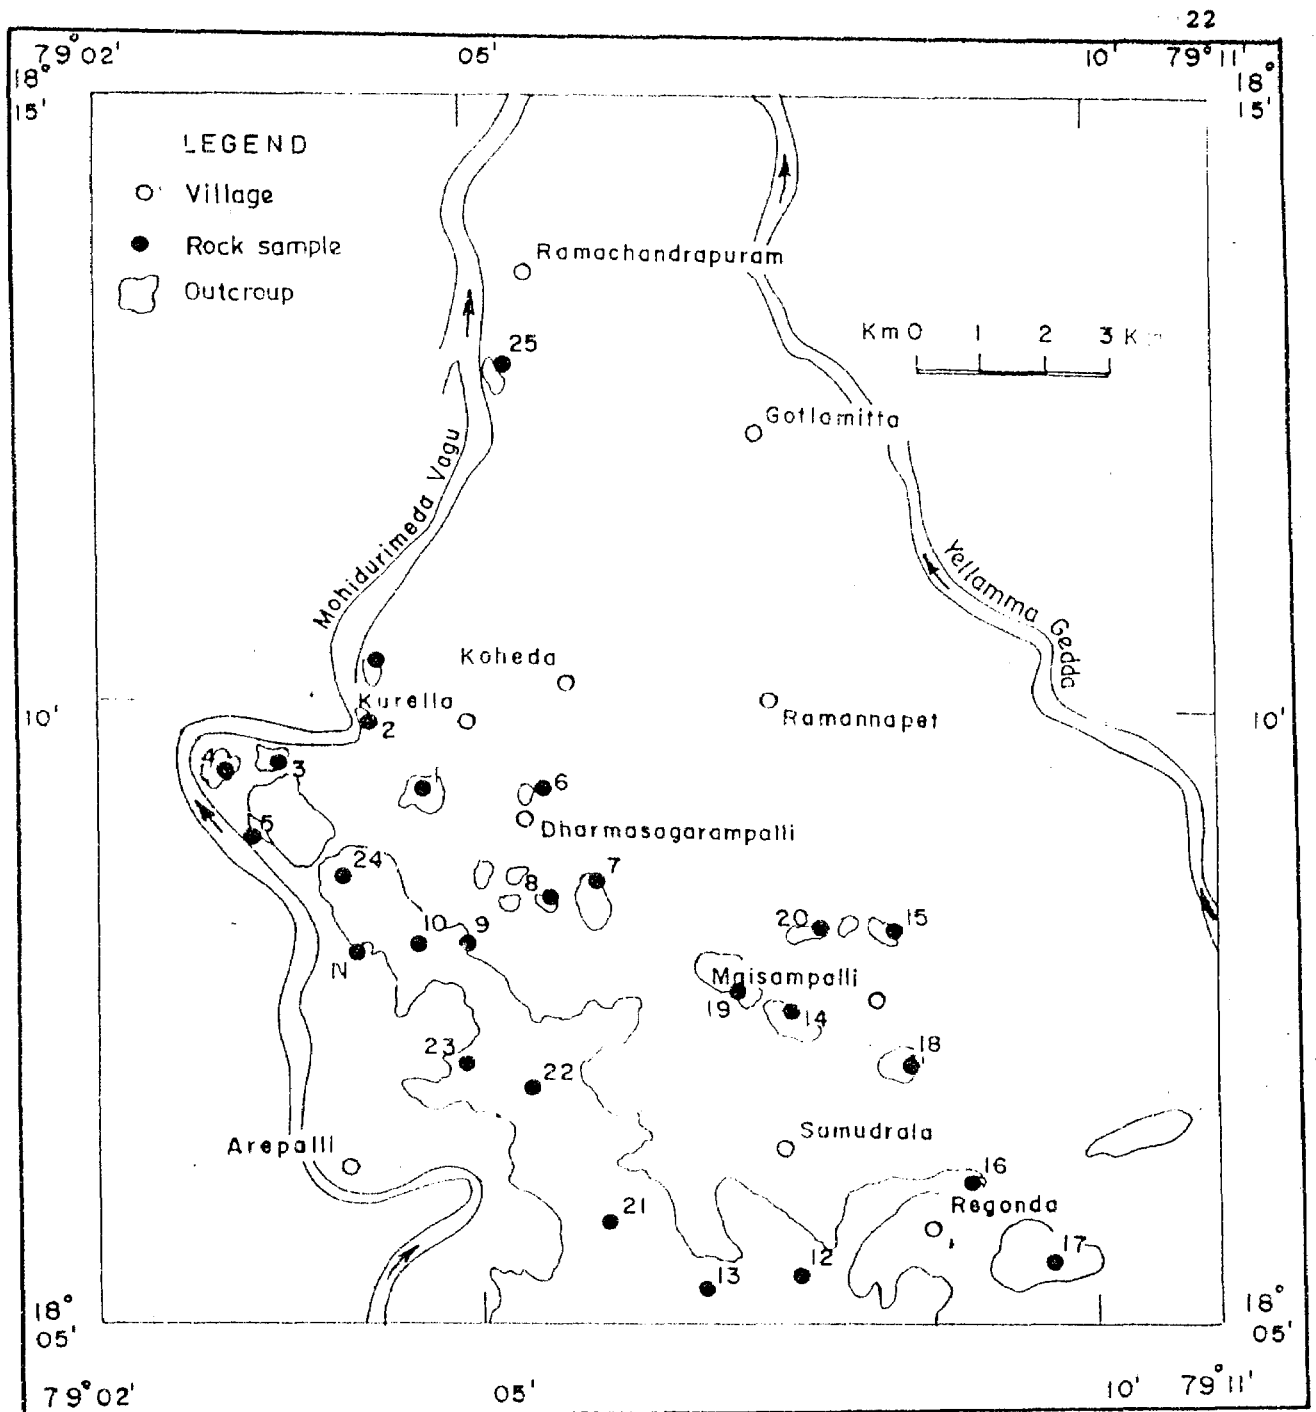 22
79°02' 05' 10' 79°11'
18° 15' 18° 15'
LEGEND
Village
Rock sample
Outcroup
Ramachandrapuram
Km 0 1 2 3 K
25
Gotlamitta
Mohidurimeda Vagu
Yellamma Gedda
Koheda
Kurella
2
Ramannapet
10' 10'
4 3
1
6
5
Dharmasagarampalli
24
8 7
10 9
20 15
Maisampalli
19 14
23
22
18
Arepalli
Samudrala
16
Regonda
21
17
13 12
18° 05' 18° 05'
79°02' 05' 10' 79°11'